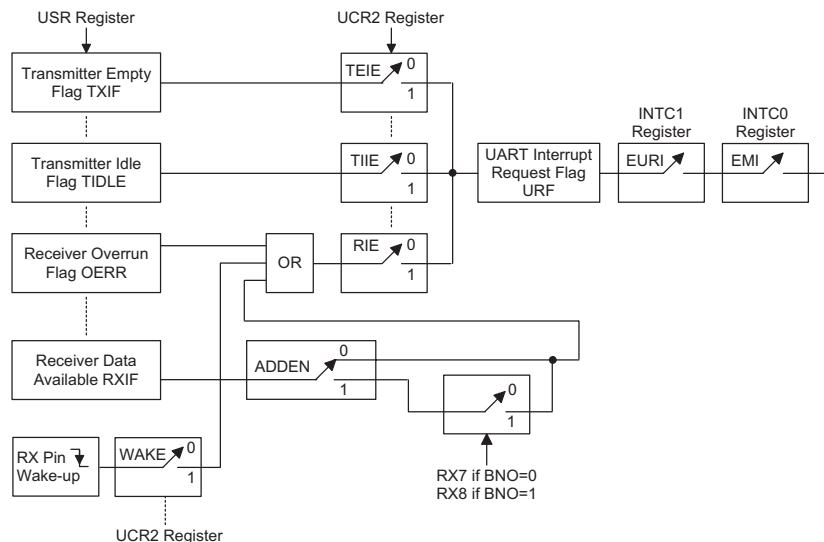 USR Register
UCR2 Register
Transmitter Empty
Flag TXIF
TEIE
0
1
INTC1
Register
INTC0
Register
Transmitter Idle
Flag TIDLE
TIIE
0
1
UART Interrupt
Request Flag
URF
EURI
EMI
Receiver Overrun
Flag OERR
OR
RIE
0
1
Receiver Data
Available RXIF
ADDEN
0
1
0
1
RX Pin
Wake-up
WAKE
0
1
RX7 if BNO=0
RX8 if BNO=1
UCR2 Register